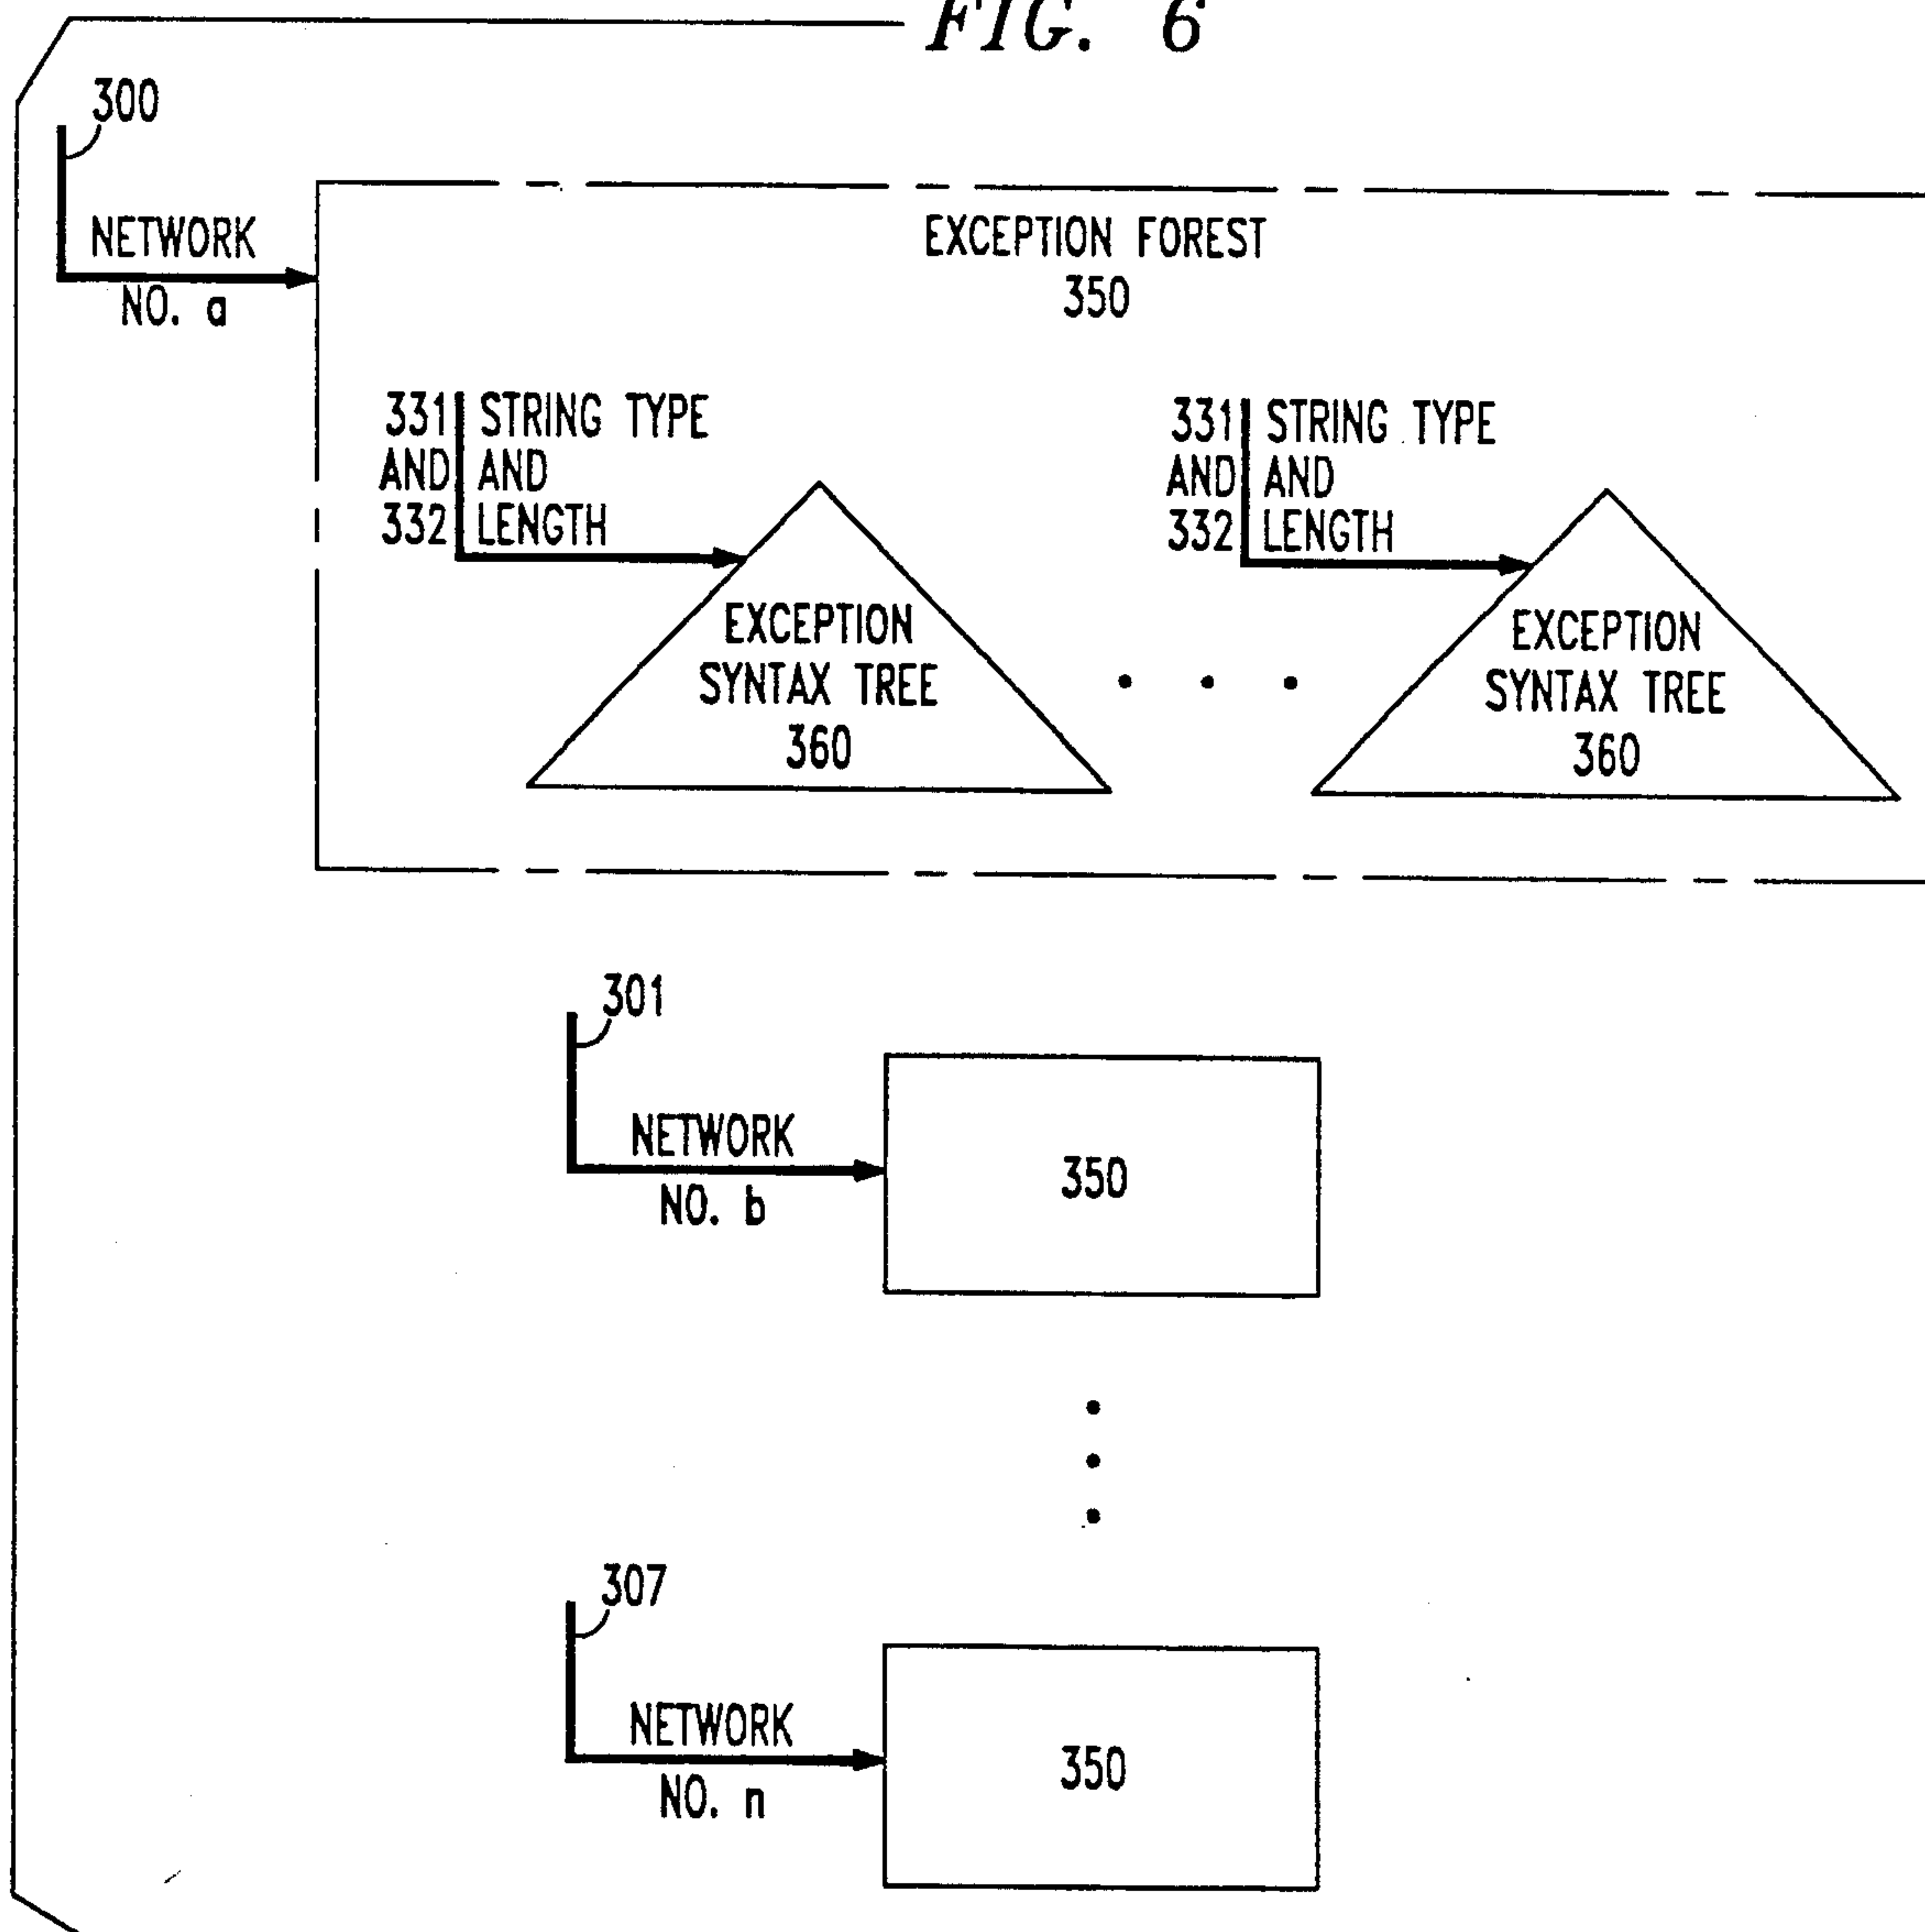 FIG. 6
300
NETWORK
NO. a
EXCEPTION FOREST
350
331 STRING TYPE
AND AND
332 LENGTH
EXCEPTION
SYNTAX TREE
360
331 STRING TYPE
AND AND
332 LENGTH
EXCEPTION
SYNTAX TREE
360
301
NETWORK
NO. b
350
307
NETWORK
NO. n
350